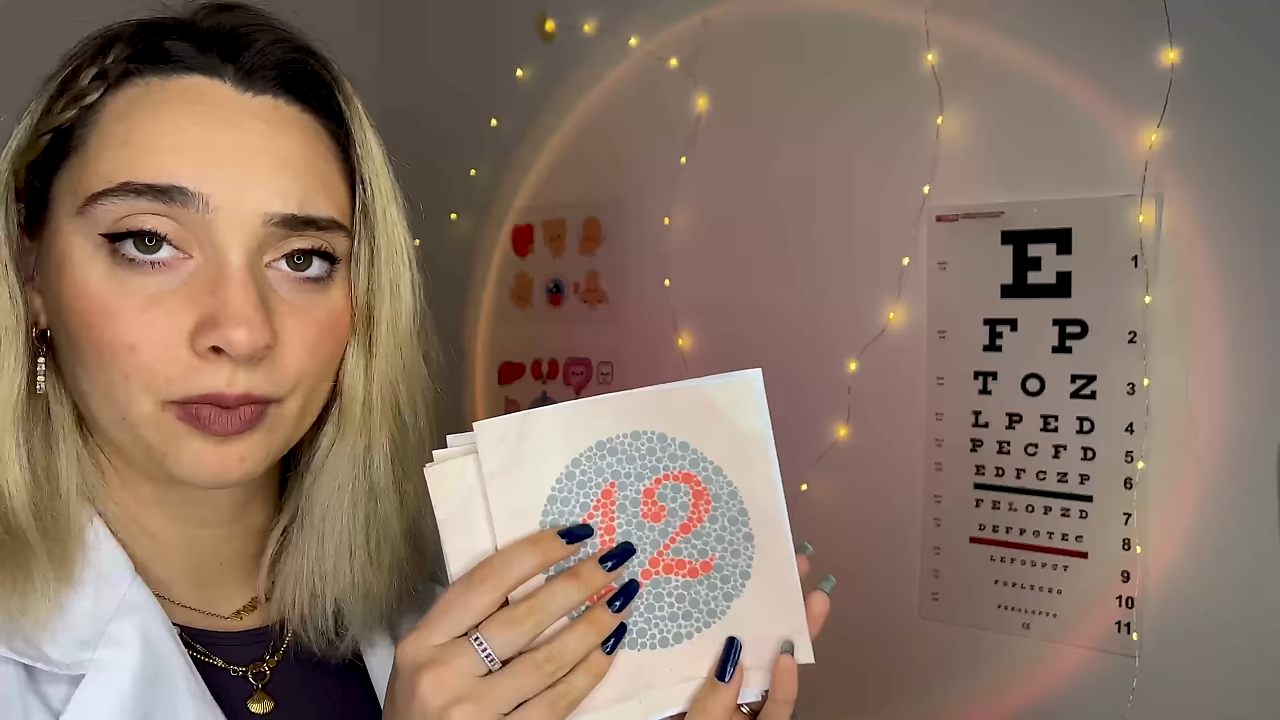 12
E 1
F P 2
T O Z 3
L P E D 4
P E C F D 5
E D F C Z P 6
F E L O P Z D 7
D E F P O T E C 8
9
10
11